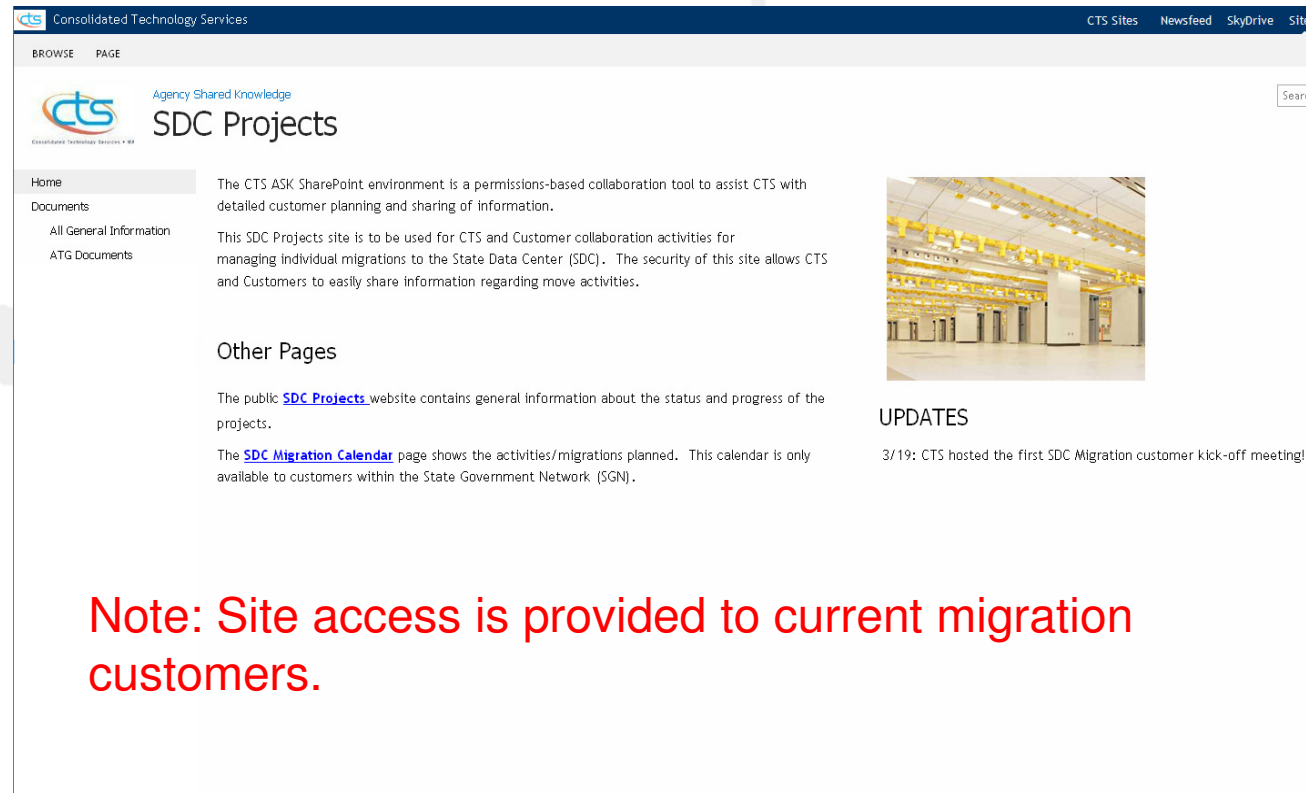 cts Consolidated Technology Services
CTS Sites Newsfeed SkyDrive
BROWSE PAGE
cts
Consolidated Technology Services • WA
Agency Shared Knowledge
SDC Projects
Home
Documents
All General Information
ATG Documents
The CTS ASK SharePoint environment is a permissions-based collaboration tool to assist CTS with
detailed customer planning and sharing of information.
This SDC Projects site is to be used for CTS and Customer collaboration activities for
managing individual migrations to the State Data Center (SDC). The security of this site allows CTS
and Customers to easily share information regarding move activities.
Other Pages
The public SDC Projects website contains general information about the status and progress of the
projects.
The SDC Migration Calendar page shows the activities/migrations planned. This calendar is only
available to customers within the State Government Network (SGN).
UPDATES
3/19: CTS hosted the first SDC Migration customer kick-off meeting!
Note: Site access is provided to current migration
customers.